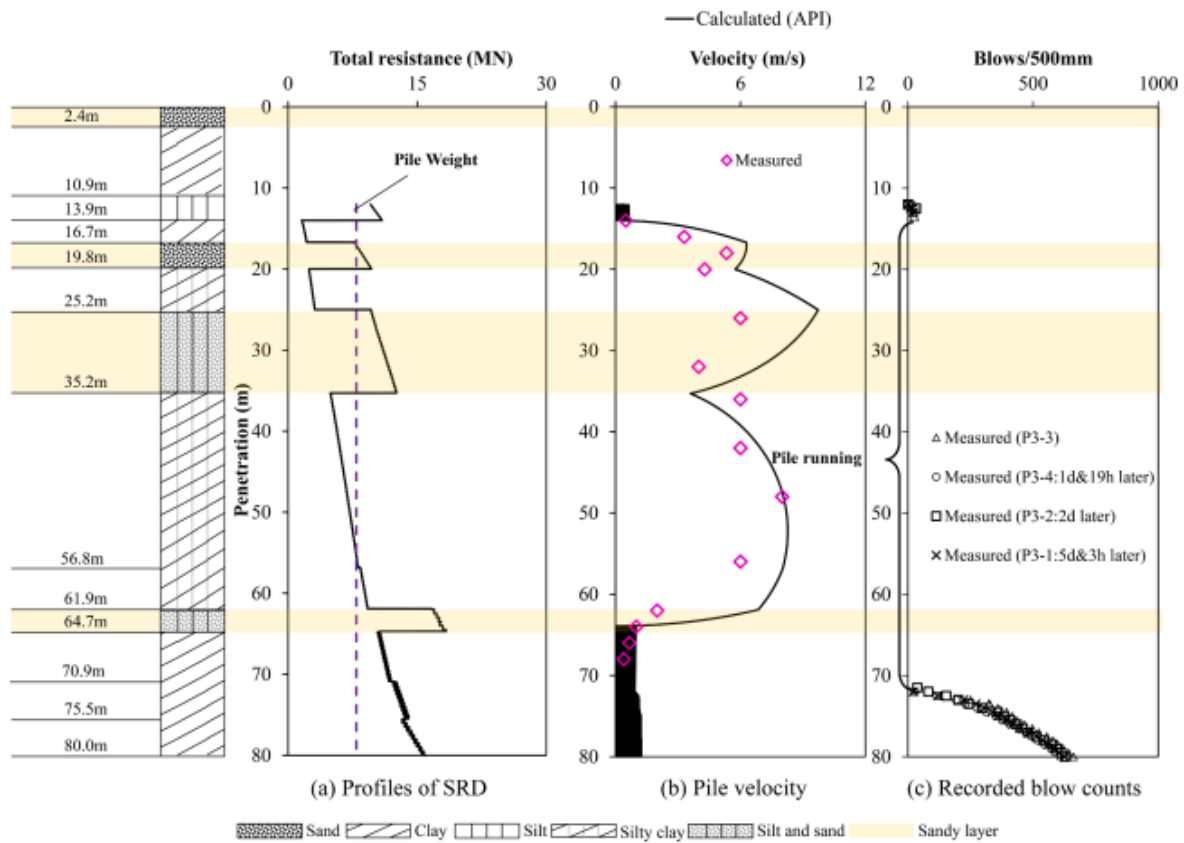 Calculated (API)
Total resistance (MN) Velocity (m/s) Blows/500mm
0 15 30 0 6 12 0 500 1000
0 0 0
2.4m
Pile Weight Measured
10.9m 10 10 10
13.9m
16.7m
19.8m 20 20 20
25.2m
30 30 30
35.2m
Penetration (m)
40 40 40
Pile running
Measured (P3-3)
Measured (P3-4:1d&19h later)
Measured (P3-2:2d later)
Measured (P3-1:5d&3h later)
50 50 50
56.8m
60 60 60
61.9m
64.7m
70.9m 70 70 70
75.5m
80.0m 80 80 80
(a) Profiles of SRD (b) Pile velocity (c) Recorded blow counts
Sand Clay Silt Silty clay Silt and sand Sandy layer